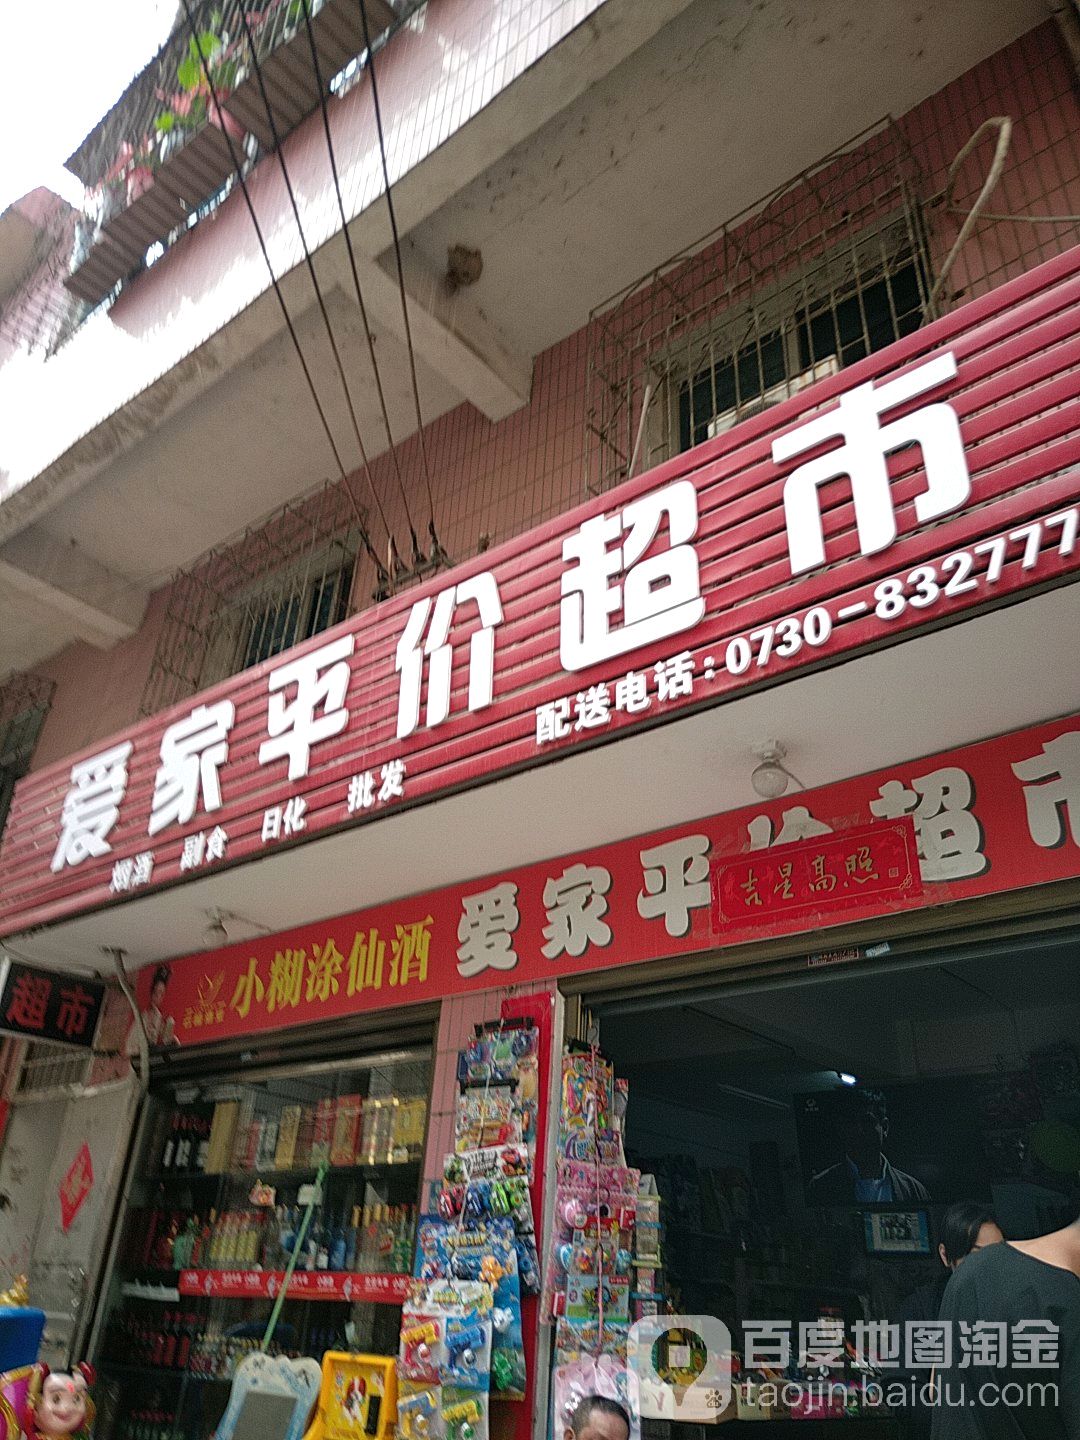 爱家平价超市
烟酒 副食 日化 批发
配送电话:0730-8327777
小糊涂仙酒 爱家平价超市
吉星高照
超市
百度地图淘金
taojin.baidu.com